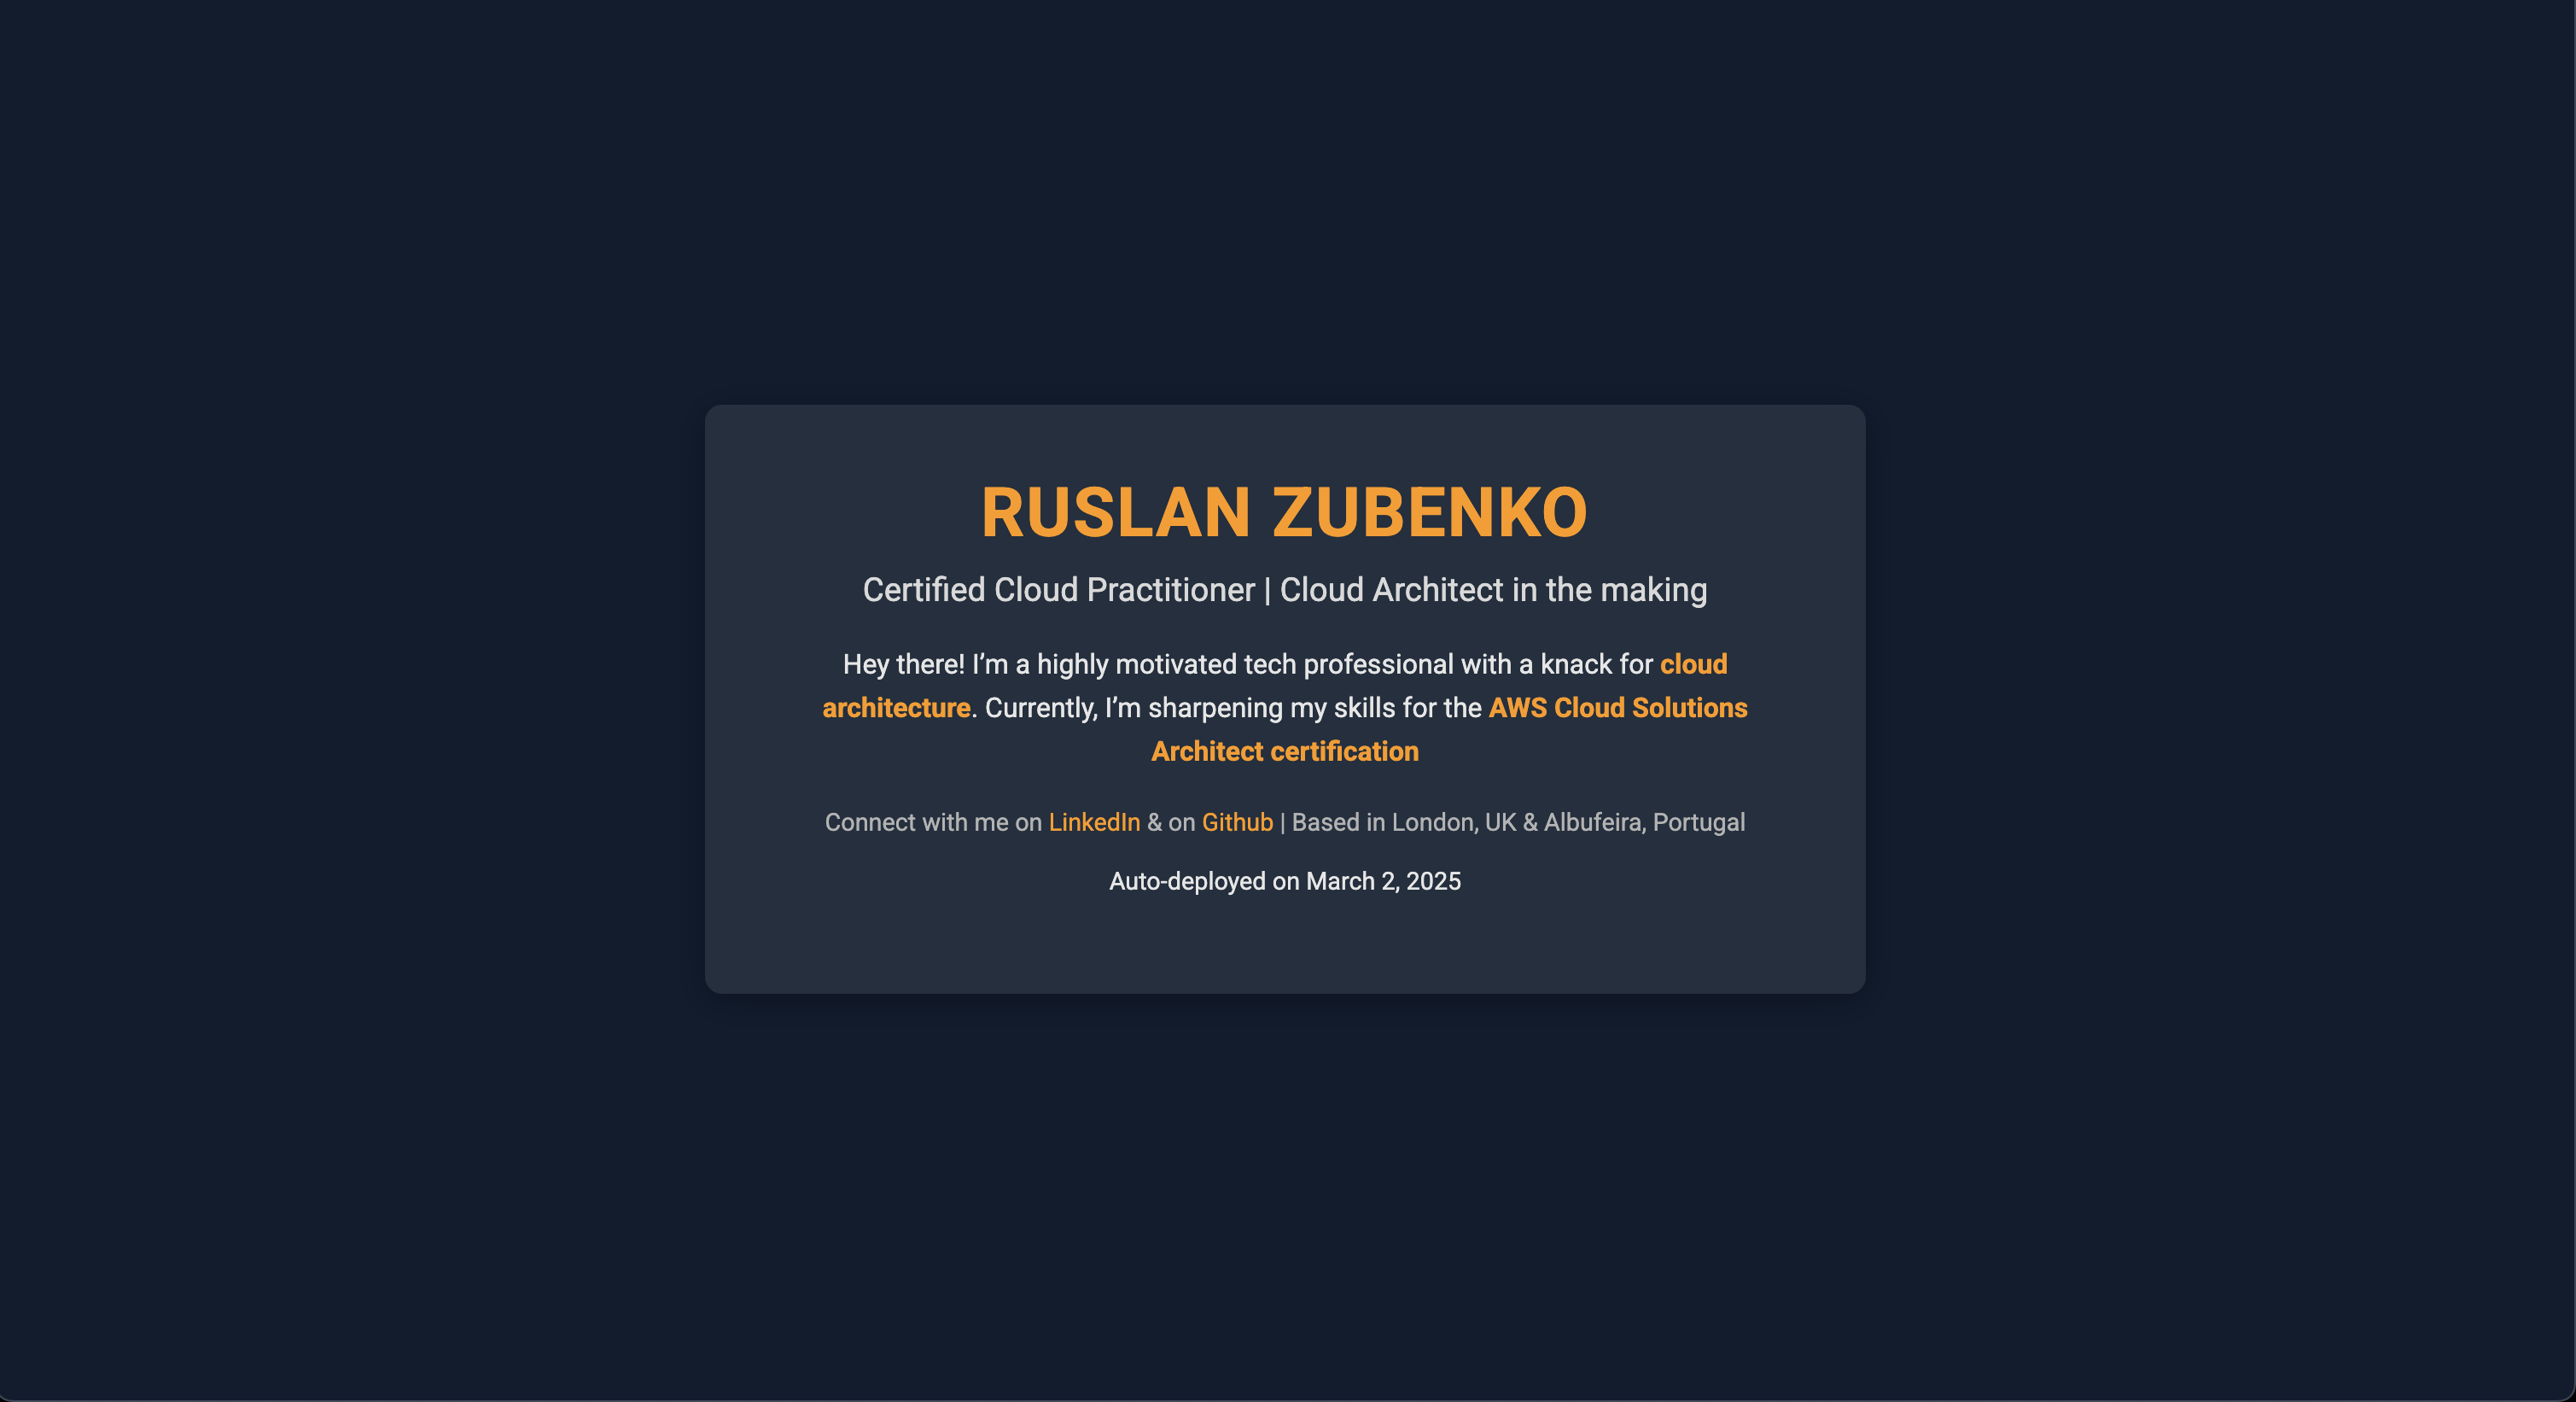 RUSLAN ZUBENKO
Certified Cloud Practitioner | Cloud Architect in the making
Hey there! I’m a highly motivated tech professional with a knack for cloud
architecture. Currently, I’m sharpening my skills for the AWS Cloud Solutions
Architect certification
Connect with me on LinkedIn & on Github | Based in London, UK & Albufeira, Portugal
Auto-deployed on March 2, 2025